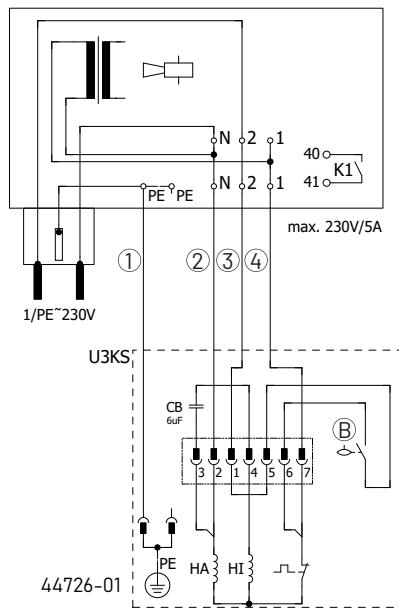 N 2 1
40
K1
PE PE
N 2 1
41
max. 230V/5A
① ② ③ ④
1/PE~230V
U3KS
CB
6uF
B
3 2 1 4 5 6 7
PE
HA HI
44726-01